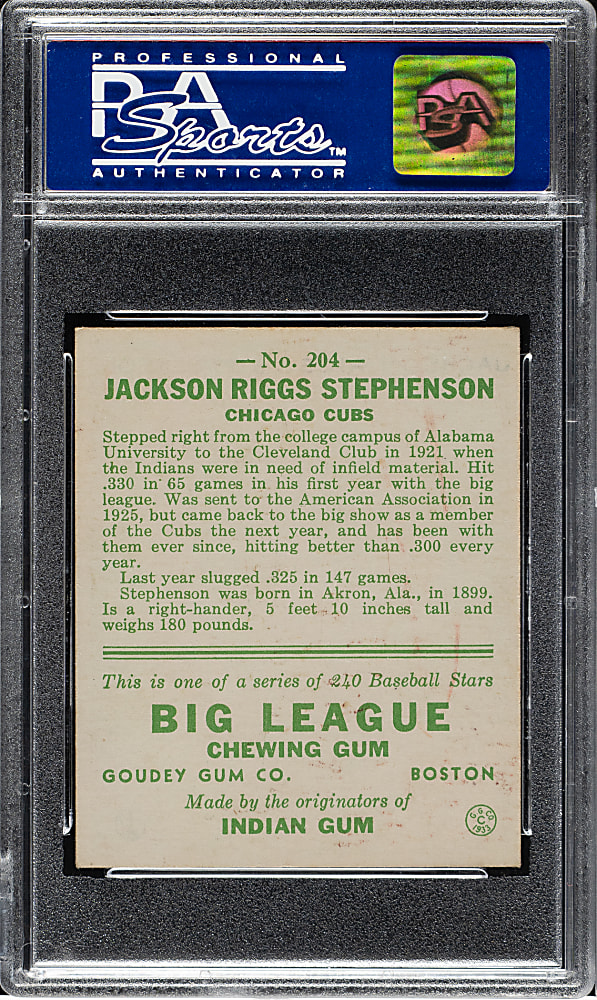 PROFESSIONAL
PSA
Sports™
AUTHENTICATOR
PSA
— No. 204 —
JACKSON RIGGS STEPHENSON
CHICAGO CUBS
Stepped right from the college campus of Alabama
University to the Cleveland Club in 1921 when
the Indians were in need of infield material. Hit
.330 in 65 games in his first year with the big
league. Was sent to the American Association in
1925, but came back to the big show as a member
of the Cubs the next year, and has been with
them ever since, hitting better than .300 every
year.
Last year slugged .325 in 147 games.
Stephenson was born in Akron, Ala., in 1899.
Is a right-hander, 5 feet 10 inches tall and
weighs 180 pounds.
This is one of a series of 240 Baseball Stars
BIG LEAGUE
CHEWING GUM
GOUDEY GUM CO. BOSTON
Made by the originators of
INDIAN GUM
G.G.CO.
C
1933